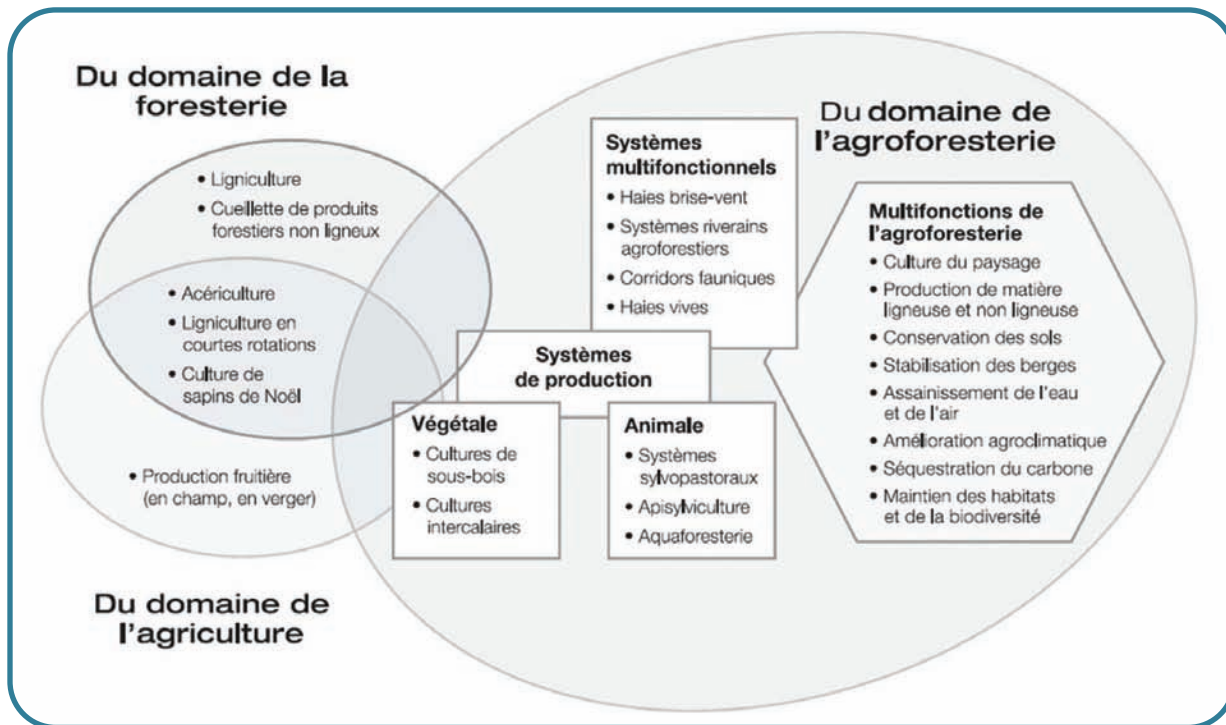 Du domaine de la
foresterie
• Ligniculture
• Cueillette de produits
forestiers non ligneux
• Acériculture
• Ligniculture en
courtes rotations
• Culture de
sapins de Noël
• Production fruitière
(en champ, en verger)
Du domaine de
l'agriculture
Du domaine de
l'agroforesterie
Systèmes
multifonctionnels
• Haies brise-vent
• Systèmes riverains
agroforestiers
• Corridors fauniques
• Haies vives
Systèmes
de production
Végétale
• Cultures de
sous-bois
• Cultures
intercalaires
Animale
• Systèmes
sylvopastoraux
• Apisylviculture
• Aquaforesterie
Multifonctions de
l'agroforesterie
• Culture du paysage
• Production de matière
ligneuse et non ligneuse
• Conservation des sols
• Stabilisation des berges
• Assainissement de l'eau
et de l'air
• Amélioration agroclimatique
• Séquestration du carbone
• Maintien des habitats
et de la biodiversité